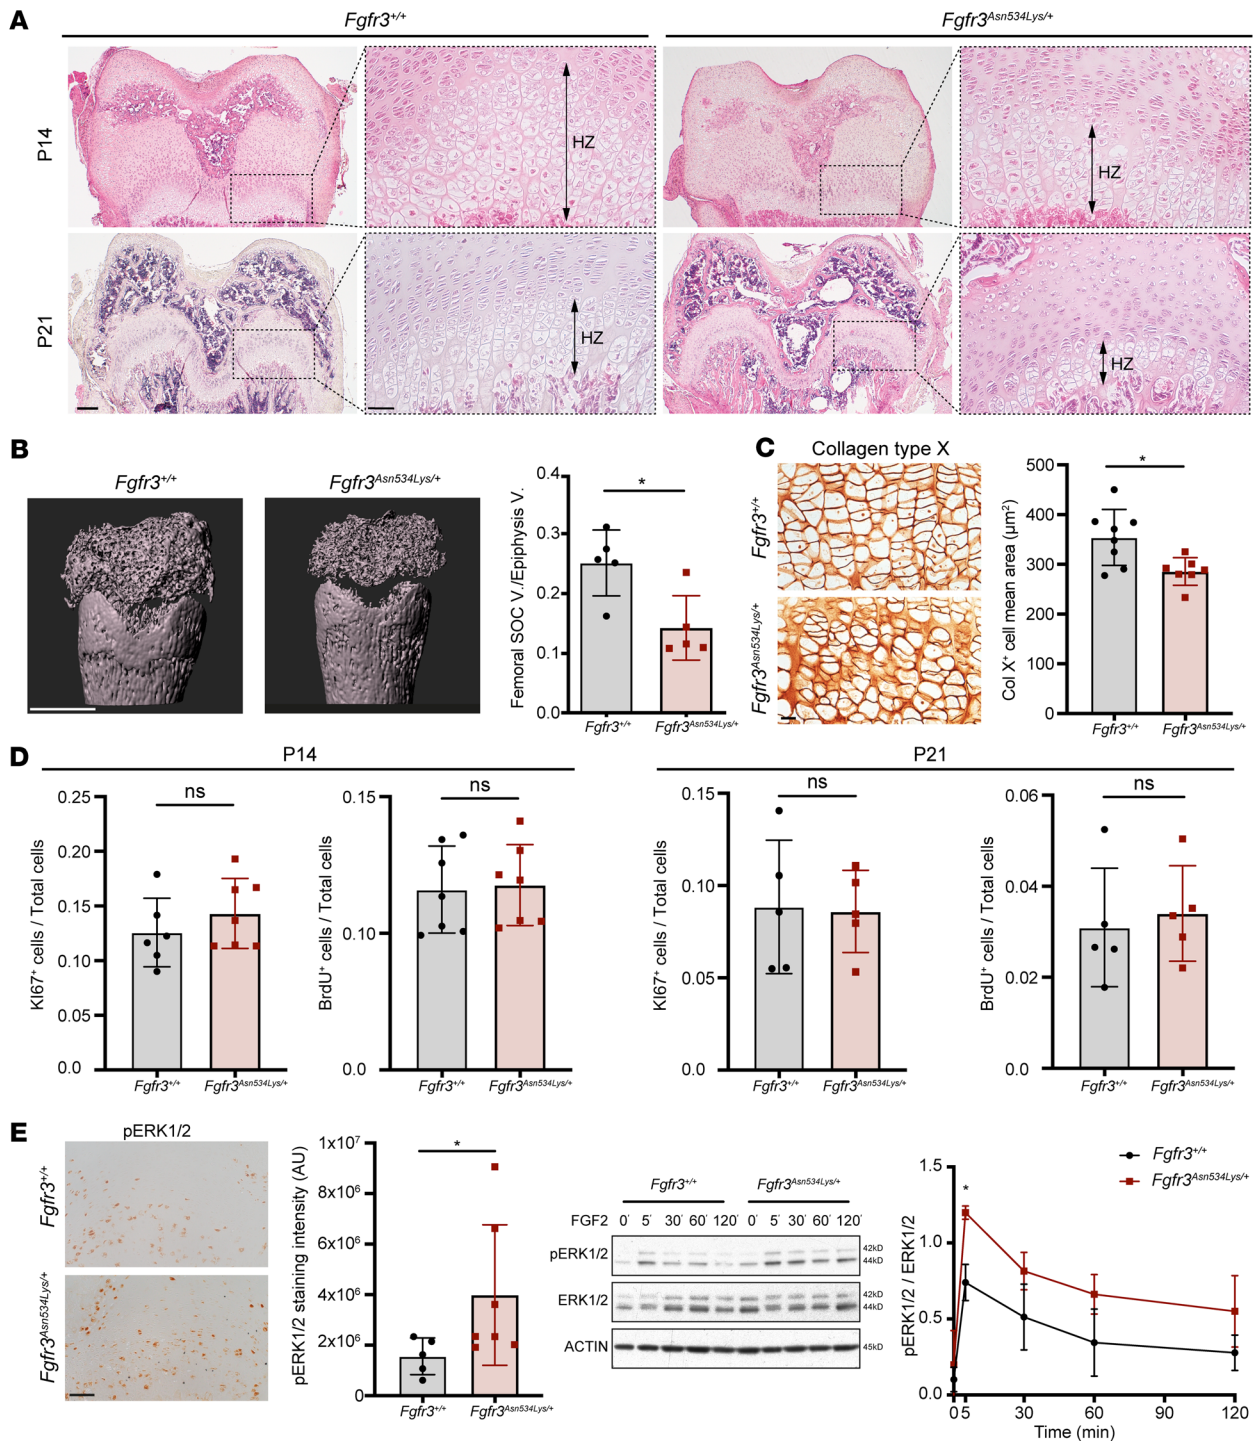 A
Fgfr3+/+
Fgfr3Asn534Lys/+
P14
HZ
HZ
P21
HZ
HZ
B
Fgfr3+/+
Fgfr3Asn534Lys/+
Femoral SOC V./Epiphysis V.
0.4
0.3
0.2
0.1
0.0
*
Fgfr3+/+
Fgfr3Asn534Lys/+
C
Collagen type X
Fgfr3+/+
Fgfr3Asn534Lys/+
Col X+ cell mean area (µm2)
500
400
300
200
100
0
*
Fgfr3+/+
Fgfr3Asn534Lys/+
D
P14
P21
KI67+ cells / Total cells
0.25
0.20
0.15
0.10
0.05
0.0
ns
Fgfr3+/+
Fgfr3Asn534Lys/+
BrdU+ cells / Total cells
0.15
0.10
0.0
ns
Fgfr3+/+
Fgfr3Asn534Lys/+
KI67+ cells / Total cells
0.15
0.10
0.05
0.0
ns
Fgfr3+/+
Fgfr3Asn534Lys/+
BrdU+ cells / Total cells
0.06
0.04
0.02
0.0
ns
Fgfr3+/+
Fgfr3Asn534Lys/+
E
pERK1/2
Fgfr3+/+
Fgfr3Asn534Lys/+
pERK1/2 staining intensity (AU)
1x10⁷
8x10⁶
6x10⁶
4x10⁶
2x10⁶
0
*
Fgfr3+/+
Fgfr3Asn534Lys/+
Fgfr3+/+
Fgfr3Asn534Lys/+
FGF2 0' 5' 30' 60' 120' 0' 5' 30' 60' 120'
pERK1/2
42kD
44kD
ERK1/2
42kD
44kD
ACTIN
45kD
Fgfr3+/+
Fgfr3Asn534Lys/+
pERK1/2 / ERK1/2
1.5
1.0
0.5
0.0
*
0 5 30 60 90 120
Time (min)